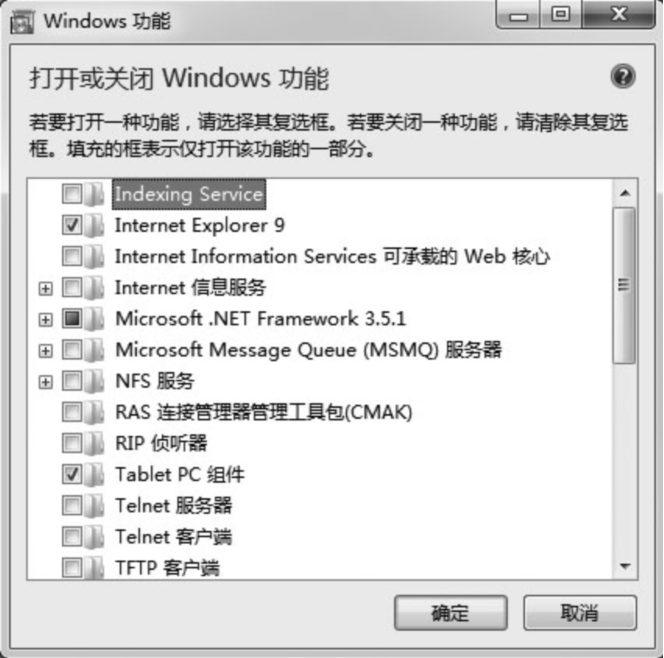 Windows 功能
打开或关闭 Windows 功能
若要打开一种功能，请选择其复选框。若要关闭一种功能，请清除其复选
框。填充的框表示仅打开该功能的一部分。
Indexing Service
Internet Explorer 9
Internet Information Services 可承载的 Web 核心
Internet 信息服务
Microsoft .NET Framework 3.5.1
Microsoft Message Queue (MSMQ) 服务器
NFS 服务
RAS 连接管理器管理工具包(CMAK)
RIP 侦听器
Tablet PC 组件
Telnet 服务器
Telnet 客户端
TFTP 客户端
确定 取消